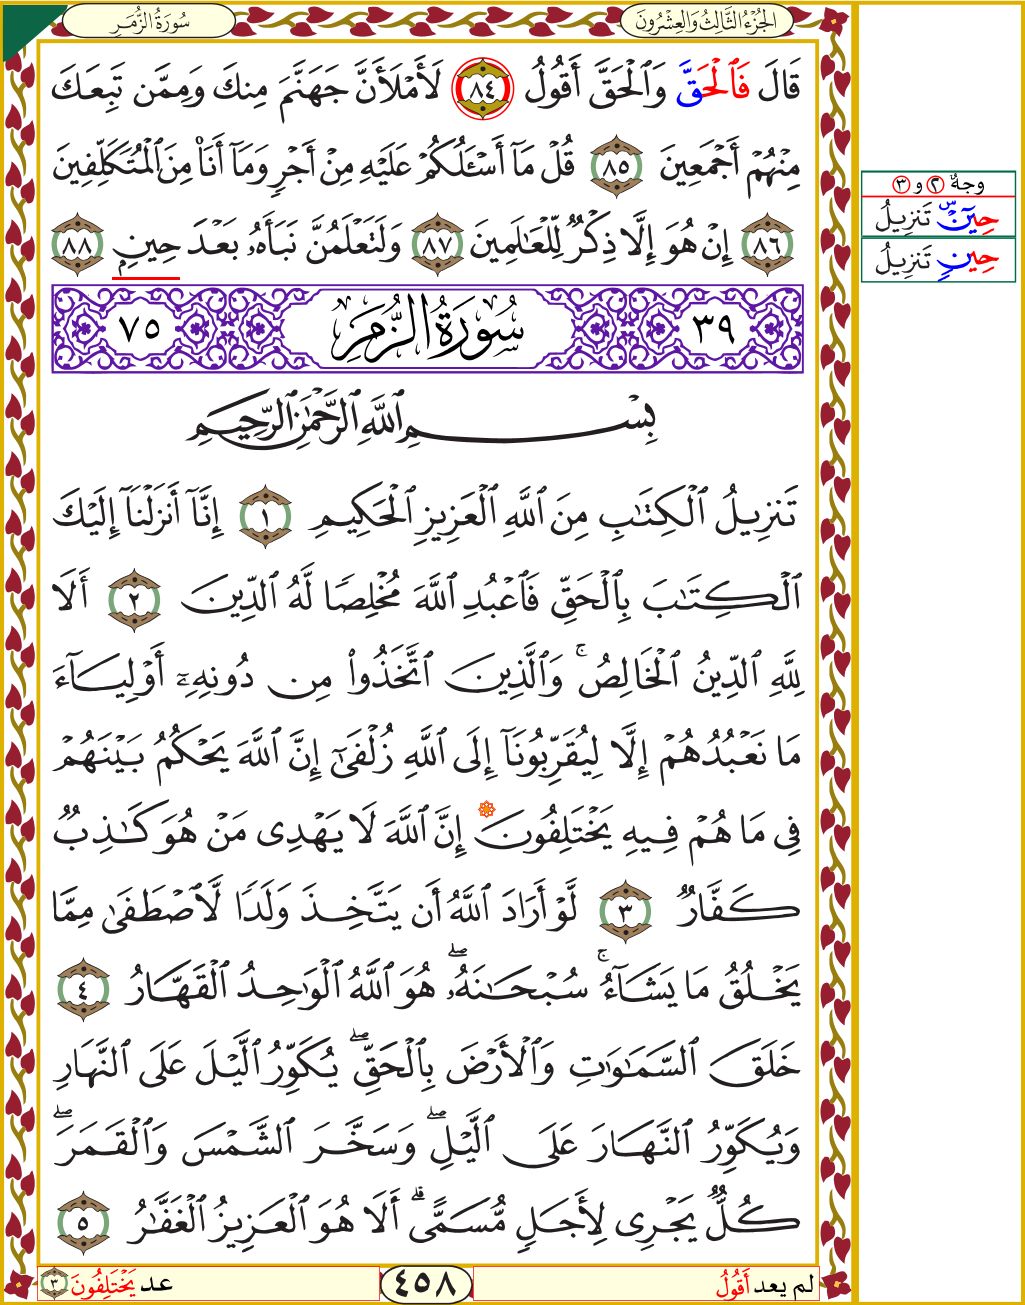 الجُزْءُ الثَّالِثُ وَالعِشْرُونَ
سُورَةُ الزُّمَرِ
قَالَ فَٱلْحَقَّ وَٱلْحَقَّ أَقُولُ ٨٤ لَأَمْلَأَنَّ جَهَنَّمَ مِنكَ وَمِمَّن تَبِعَكَ
مِنْهُمْ أَجْمَعِينَ ٨٥ قُلْ مَآ أَسْـَٔلُكُمْ عَلَيْهِ مِنْ أَجْرٍ وَمَآ أَنَا۠ مِنَ ٱلْمُتَكَلِّفِينَ
٨٦ إِنْ هُوَ إِلَّا ذِكْرٌ لِّلْعَـٰلَمِينَ ٨٧ وَلَتَعْلَمُنَّ نَبَأَهُۥ بَعْدَ حِينٍۭ ٨٨
٣٩ سُورَةُ الزُّمَرِ ٧٥
بِسْمِ ٱللَّهِ ٱلرَّحْمَـٰنِ ٱلرَّحِيمِ
تَنزِيلُ ٱلْكِتَـٰبِ مِنَ ٱللَّهِ ٱلْعَزِيزِ ٱلْحَكِيمِ ١ إِنَّآ أَنزَلْنَآ إِلَيْكَ
ٱلْكِتَـٰبَ بِٱلْحَقِّ فَٱعْبُدِ ٱللَّهَ مُخْلِصًا لَّهُ ٱلدِّينَ ٢ أَلَا
لِلَّهِ ٱلدِّينُ ٱلْخَالِصُ ۚ وَٱلَّذِينَ ٱتَّخَذُوا۟ مِن دُونِهِۦٓ أَوْلِيَآءَ
مَا نَعْبُدُهُمْ إِلَّا لِيُقَرِّبُونَآ إِلَى ٱللَّهِ زُلْفَىٰٓ إِنَّ ٱللَّهَ يَحْكُمُ بَيْنَهُمْ
فِى مَا هُمْ فِيهِ يَخْتَلِفُونَ إِنَّ ٱللَّهَ لَا يَهْدِى مَنْ هُوَ كَـٰذِبٌ
كَفَّارٌ ٣ لَّوْ أَرَادَ ٱللَّهُ أَن يَتَّخِذَ وَلَدًا لَّٱصْطَفَىٰ مِمَّا
يَخْلُقُ مَا يَشَآءُ ۚ سُبْحَـٰنَهُۥ ۖ هُوَ ٱللَّهُ ٱلْوَٰحِدُ ٱلْقَهَّارُ ٤
خَلَقَ ٱلسَّمَـٰوَٰتِ وَٱلْأَرْضَ بِٱلْحَقِّ ۖ يُكَوِّرُ ٱلَّيْلَ عَلَى ٱلنَّهَارِ
وَيُكَوِّرُ ٱلنَّهَارَ عَلَى ٱلَّيْلِ ۖ وَسَخَّرَ ٱلشَّمْسَ وَٱلْقَمَرَ ۖ
كُلٌّ يَجْرِى لِأَجَلٍ مُّسَمًّى ۗ أَلَا هُوَ ٱلْعَزِيزُ ٱلْغَفَّـٰرُ ٥
لم يعد أَقُولُ
٤٥٨
عد يَخْتَلِفُونَ ٣
وجهٌ ٢ و ٣
حِينٍۜ تَنزِيلُ
حِينٍ تَنزِيلُ